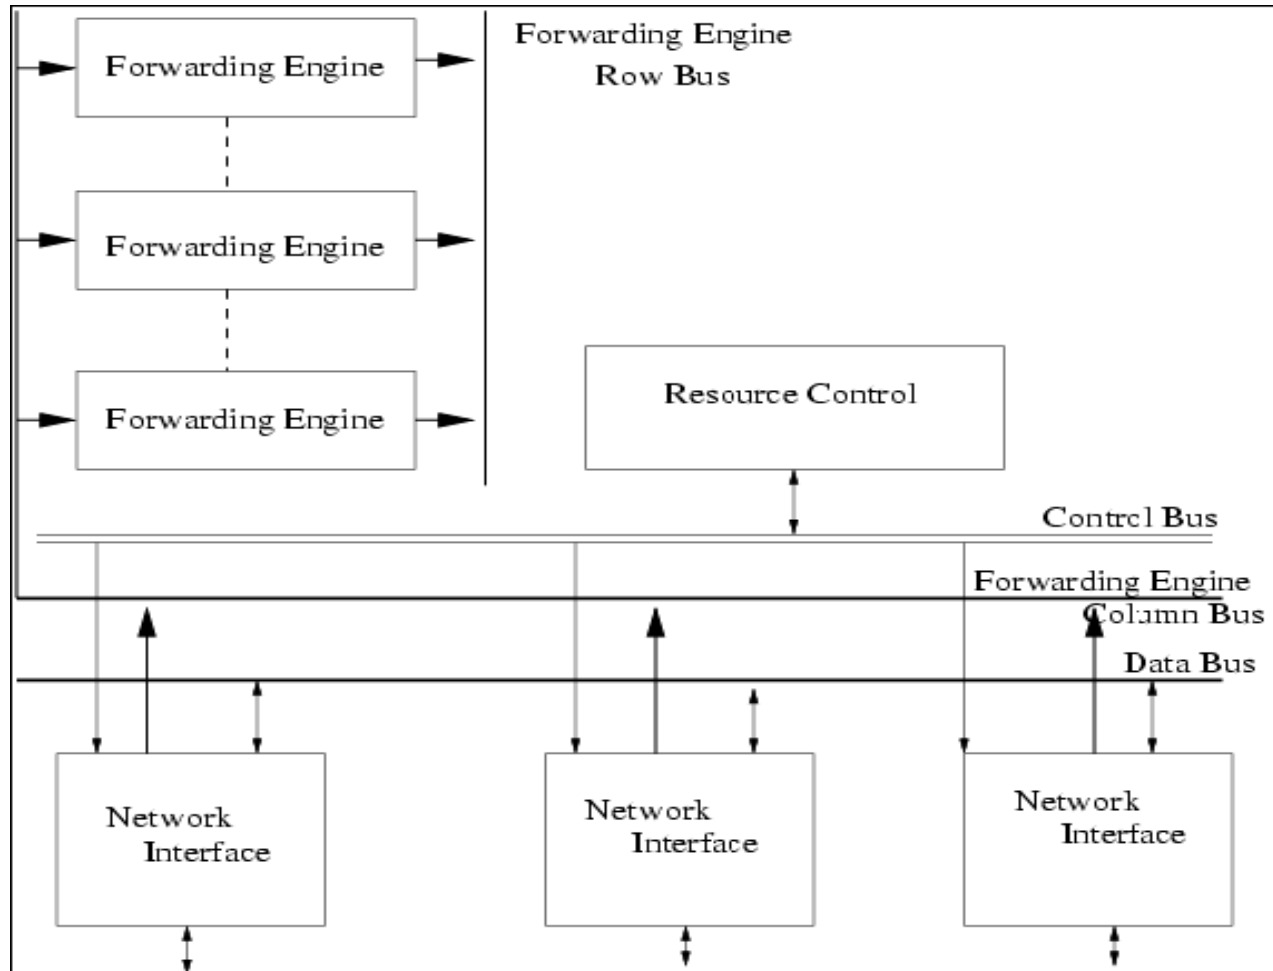 Forwarding Engine
Forwarding Engine
Row Bus
Forwarding Engine
Forwarding Engine
Resource Control
Control Bus
Forwarding Engine
Column Bus
Data Bus
Network
Interface
Network
Interface
Network
Interface